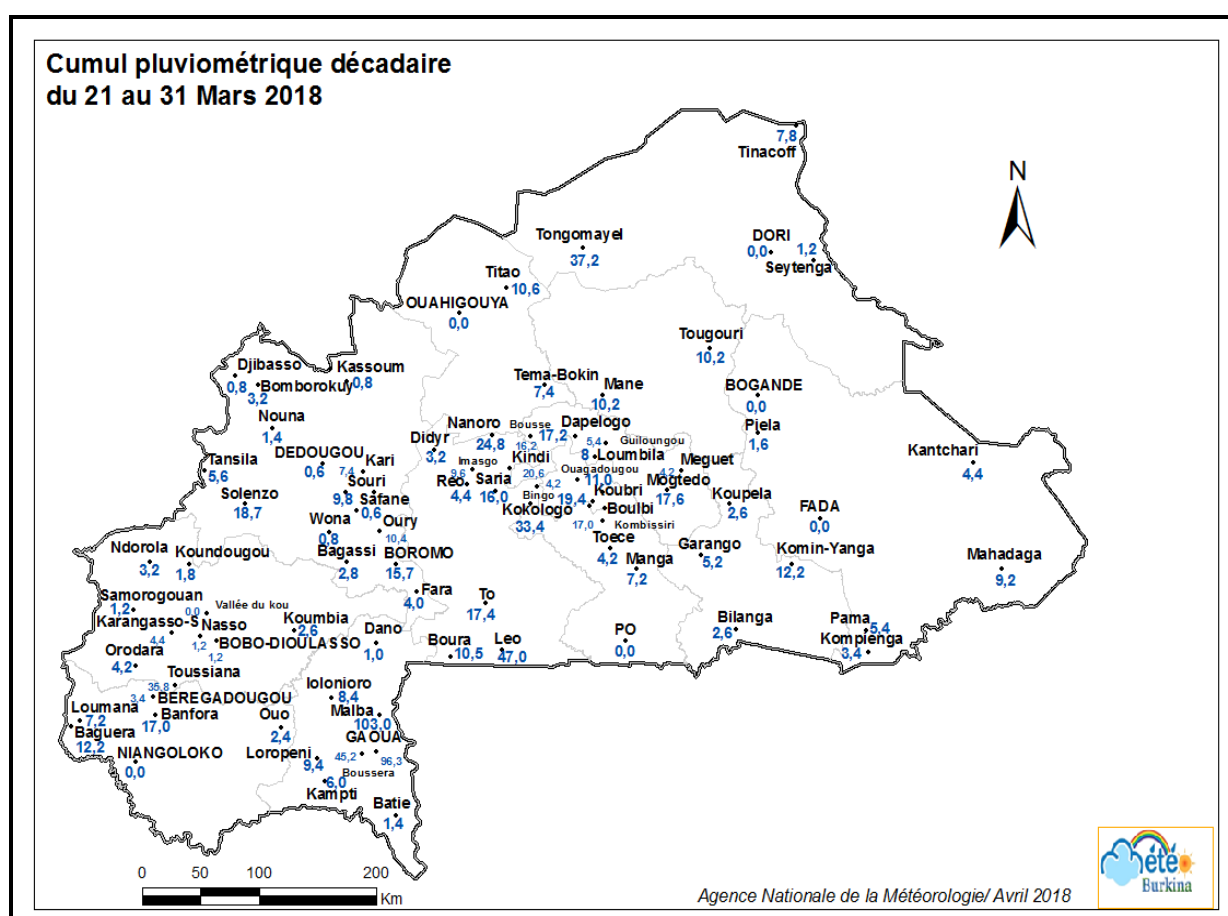 Cumul pluviométrique décadaire
du 21 au 31 Mars 2018
7,8
Tinacoff
N
Tongomayel
37,2
DORI
0,0
1,2
Seytenga
Titao
10,6
OUAHIGOUYA
0,0
Tougouri
10,2
Djibasso
0,8
Bomborokuy
3,2
Kassoum
0,8
Tema-Bokin
7,4
Mane
10,2
BOGANDE
0,0
Nouna
1,4
Nanoro
24,8
Bousse
16,2
17,2
Dapelogo
5,4
Guiloungou
Piela
1,6
Didyr
3,2
Kantchari
4,4
Tansila
5,6
DEDOUGOU
0,6
Kari
7,4
Imasgo
9,6
Kindi
20,6
8
Loumbila
Ouagadougou
11,0
Meguet
4,2
Solenzo
18,7
Souri
9,8
Safane
0,6
Reo
4,4
Saria
16,0
4,2
Bingo
19,4
Koubri
Mogtedo
17,6
Koupela
2,6
FADA
0,0
Wona
0,8
Oury
10,4
Kokologo
33,4
Boulbi
17,0
Kombissiri
Ndorola
3,2
Koundougou
1,8
Bagassi
2,8
BOROMO
15,7
Toece
4,2
Manga
7,2
Garango
5,2
Komin-Yanga
12,2
Mahadaga
9,2
Samorogouan
1,2
0,0
Vallée du kou
Fara
4,0
To
17,4
Karangasso-S
4,4
Nasso
1,2
Koumbia
2,6
BOBO-DIOULASSO
1,2
Dano
1,0
Boura
10,5
Leo
47,0
PO
0,0
Bilanga
2,6
Pama
5,4
Kompienga
3,4
Orodara
4,2
Toussiana
35,8
3,4
BEREGADOUGOU
Iolonioro
8,4
Loumana
7,2
Banfora
17,0
Ouo
2,4
Malba
103,0
Baguera
12,2
GAOUA
45,2
96,3
NIANGOLOKO
0,0
Loropeni
9,4
Boussera
6,0
Kampti
Batie
1,4
0
50
100
200
Km
Agence Nationale de la Météorologie/ Avril 2018
Météo
Burkina